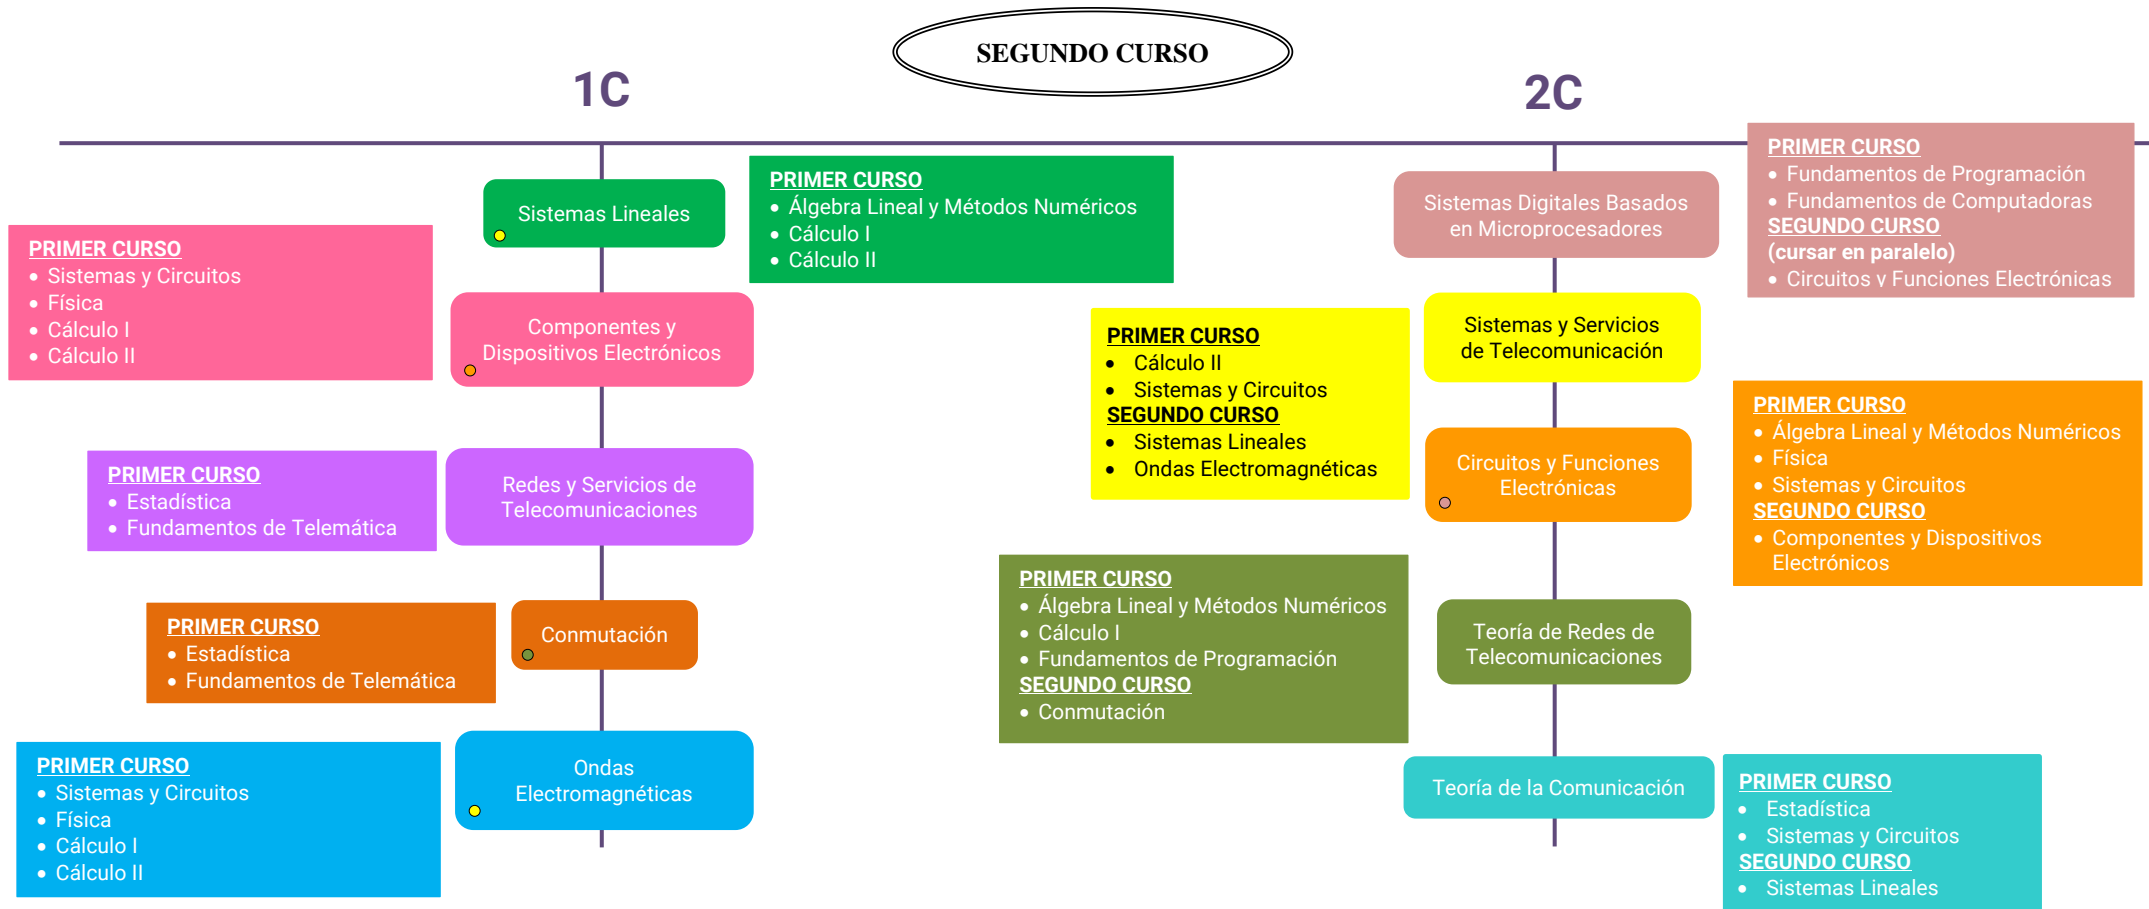 SEGUNDO CURSO
1C
2C
Sistemas Lineales
PRIMER CURSO
• Álgebra Lineal y Métodos Numéricos
• Cálculo I
• Cálculo II
PRIMER CURSO
• Sistemas y Circuitos
• Física
• Cálculo I
• Cálculo II
Componentes y
Dispositivos Electrónicos
PRIMER CURSO
• Estadística
• Fundamentos de Telemática
Redes y Servicios de
Telecomunicaciones
PRIMER CURSO
• Estadística
• Fundamentos de Telemática
Conmutación
PRIMER CURSO
• Sistemas y Circuitos
• Física
• Cálculo I
• Cálculo II
Ondas
Electromagnéticas
Sistemas Digitales Basados
en Microprocesadores
PRIMER CURSO
• Fundamentos de Programación
• Fundamentos de Computadoras
SEGUNDO CURSO
(cursar en paralelo)
• Circuitos y Funciones Electrónicas
PRIMER CURSO
• Cálculo II
• Sistemas y Circuitos
SEGUNDO CURSO
• Sistemas Lineales
• Ondas Electromagnéticas
Sistemas y Servicios
de Telecomunicación
Circuitos y Funciones
Electrónicas
PRIMER CURSO
• Álgebra Lineal y Métodos Numéricos
• Física
• Sistemas y Circuitos
SEGUNDO CURSO
• Componentes y Dispositivos
Electrónicos
PRIMER CURSO
• Álgebra Lineal y Métodos Numéricos
• Cálculo I
• Fundamentos de Programación
SEGUNDO CURSO
• Conmutación
Teoría de Redes de
Telecomunicaciones
Teoría de la Comunicación
PRIMER CURSO
• Estadística
• Sistemas y Circuitos
SEGUNDO CURSO
• Sistemas Lineales